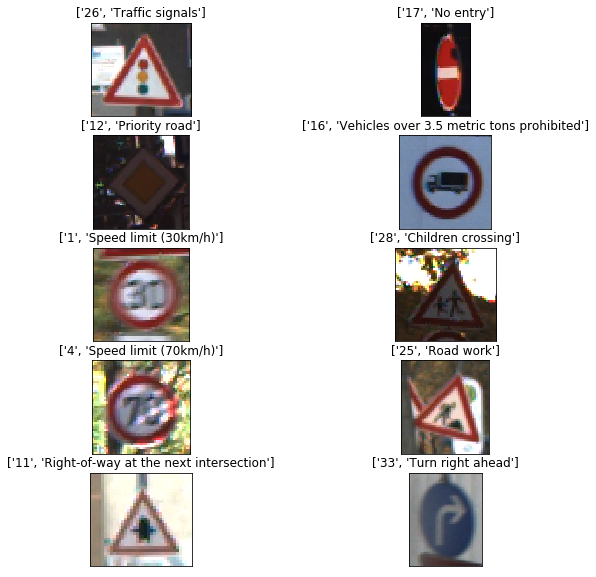 ['26', 'Traffic signals']
['17', 'No entry']
['12', 'Priority road']
['16', 'Vehicles over 3.5 metric tons prohibited']
['1', 'Speed limit (30km/h)']
['28', 'Children crossing']
30
['4', 'Speed limit (70km/h)']
['25', 'Road work']
70
['11', 'Right-of-way at the next intersection']
['33', 'Turn right ahead']